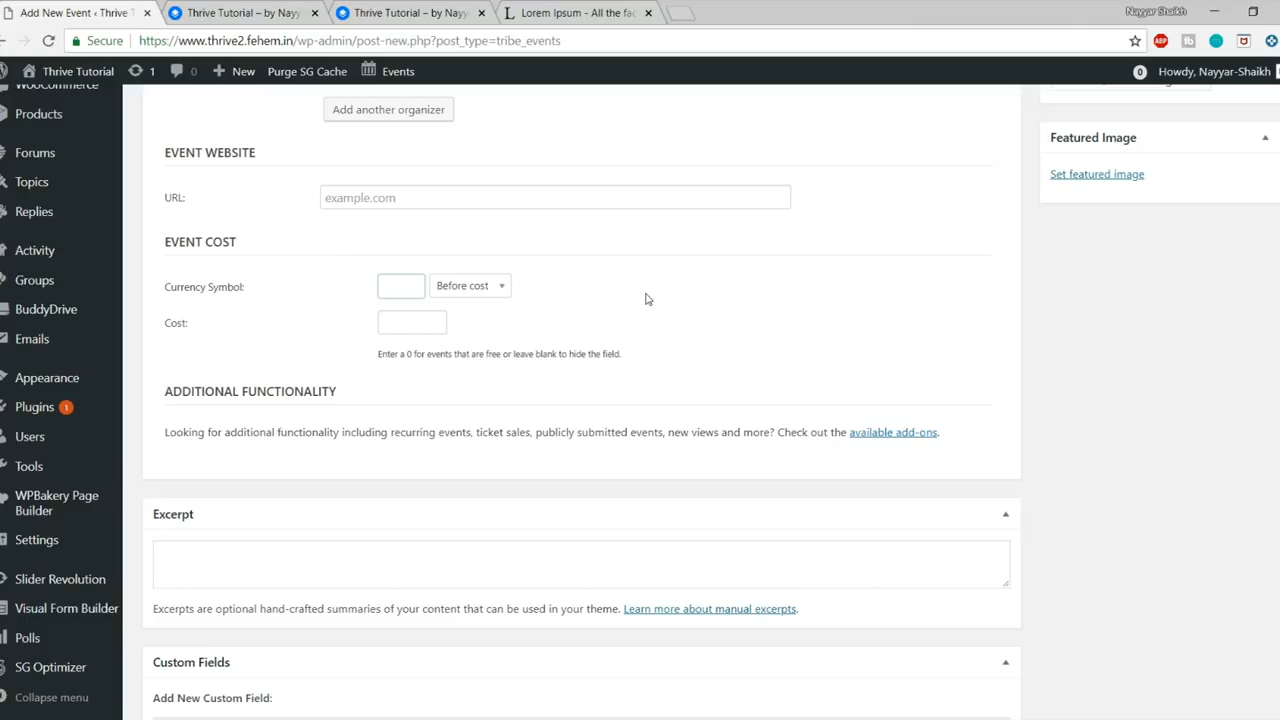 Add New Event ‹ Thrive T
Thrive Tutorial – by Nayy
Thrive Tutorial – by Nayy
Lorem Ipsum - All the fac
Nayyar Shaikh
Secure
https://www.thrive2.fehem.in/wp-admin/post-new.php?post_type=tribe_events
ABP
Thrive Tutorial
1
0
New
Purge SG Cache
Events
0
Howdy, Nayyar-Shaikh
WooCommerce
Products
Forums
Topics
Replies
Activity
Groups
BuddyDrive
Emails
Appearance
Plugins 1
Users
Tools
WPBakery Page
Builder
Settings
Slider Revolution
Visual Form Builder
Polls
SG Optimizer
Collapse menu
Add another organizer
EVENT WEBSITE
URL:
example.com
EVENT COST
Currency Symbol:
Before cost
Cost:
Enter a 0 for events that are free or leave blank to hide the field.
ADDITIONAL FUNCTIONALITY
Looking for additional functionality including recurring events, ticket sales, publicly submitted events, new views and more? Check out the available add-ons.
Excerpt
Excerpts are optional hand-crafted summaries of your content that can be used in your theme. Learn more about manual excerpts.
Custom Fields
Add New Custom Field:
Featured Image
Set featured image